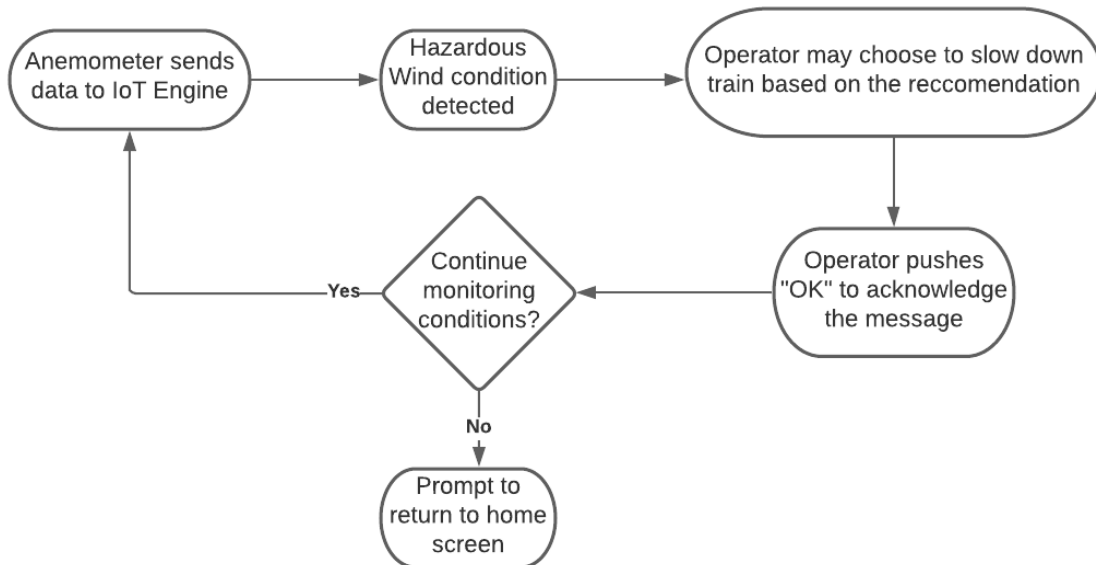 Anemometer sends
data to IoT Engine
Hazardous
Wind condition
detected
Operator may choose to slow down
train based on the reccomendation
Operator pushes
"OK" to acknowledge
the message
Continue
monitoring
conditions?
Yes
No
Prompt to
return to home
screen